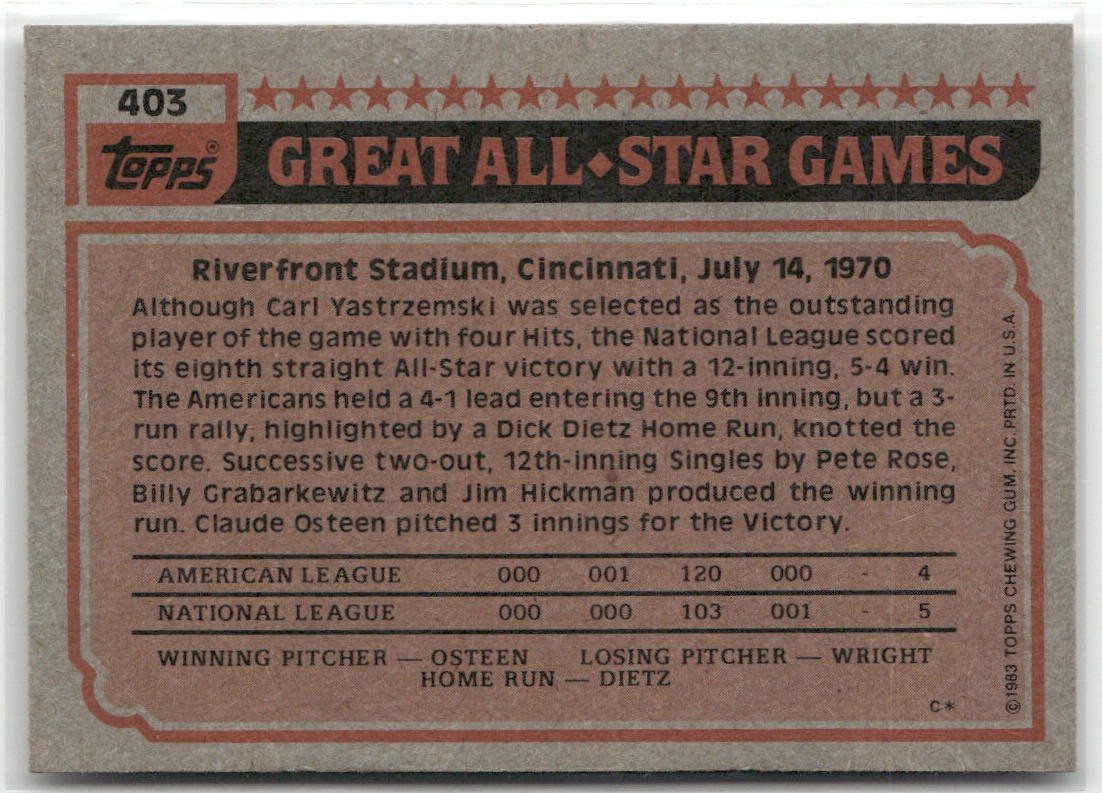 403
topps®
GREAT ALL◆STAR GAMES
Riverfront Stadium, Cincinnati, July 14, 1970
Although Carl Yastrzemski was selected as the outstanding
player of the game with four Hits, the National League scored
its eighth straight All-Star victory with a 12-inning, 5-4 win.
The Americans held a 4-1 lead entering the 9th inning, but a 3-
run rally, highlighted by a Dick Dietz Home Run, knotted the
score. Successive two-out, 12th-inning Singles by Pete Rose,
Billy Grabarkewitz and Jim Hickman produced the winning
run. Claude Osteen pitched 3 innings for the Victory.
AMERICAN LEAGUE 000 001 120 000 - 4
NATIONAL LEAGUE 000 000 103 001 - 5
WINNING PITCHER — OSTEEN LOSING PITCHER — WRIGHT
HOME RUN — DIETZ
C*
©1983 TOPPS CHEWING GUM, INC. PRTD. IN U.S.A.